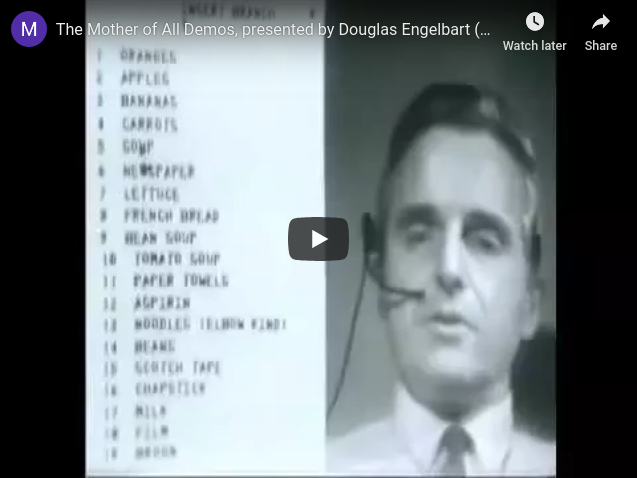 M The Mother of All Demos, presented by Douglas Engelbart (…
Watch later
Share
INSERT BRANCH
1 ORANGES
2 APPLES
3 BANANAS
4 CARROTS
5 SOUP
6 NEWSPAPER
7 LETTUCE
8 FRENCH BREAD
9 BEAN SOUP
10 TOMATO SOUP
11 PAPER TOWELS
12 ASPIRIN
13 NOODLES (ELBOW KIND)
14 BEANS
15 SCOTCH TAPE
16 CHAPSTICK
17 MILK
18 FILM
19